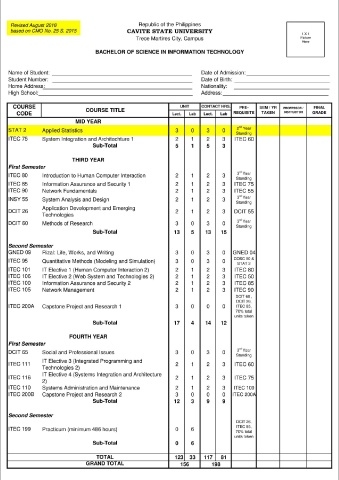 Revised August 2019
based on CMO No. 25 S. 2015
Republic of the Philippines
CAVITE STATE UNIVERSITY
Trece Martires City, Campus
1 X 1
Picture
Here
BACHELOR OF SCIENCE IN INFORMATION TECHNOLOGY
Name of Student: Date of Admission:
Student Number: Date of Birth:
Home Address: Nationality:
High School: Address:
COURSE CODE COURSE TITLE UNIT Lect. Lab CONTACT HRS. Lect. Lab PRE-REQUISITE SEM / YR TAKEN FINAL GRADE
MID YEAR
STAT 2 Applied Statistics 3 0 3 0 2nd Year Standing
ITEC 75 System Integration and Architecture 1 2 1 2 3 ITEC 60
Sub-Total 5 1 5 3
THIRD YEAR
First Semester
ITEC 80 Introduction to Human Computer Interaction 2 1 2 3 3rd Year Standing
ITEC 85 Information Assurance and Security 1 2 1 2 3 ITEC 75
ITEC 90 Network Fundamentals 2 1 2 3 ITEC 55
INSY 55 System Analysis and Design 2 1 2 3 3rd Year Standing
DCIT 26 Application Development and Emerging Technologies 2 1 2 3 DCIT 55
DCIT 60 Methods of Research 3 0 3 0 3rd Year Standing
Sub-Total 13 5 13 15
Second Semester
GNED 09 Rizal: Life, Works, and Writing 3 0 3 0 GNED 04
ITEC 95 Quantitative Methods (Modeling and Simulation) 3 0 3 0 STAT 2
ITEC 101 IT Elective 1 (Human Computer Interaction 2) 2 1 2 3 ITEC 80
ITEC 106 IT Elective 2 (Web System and Technologies 2) 2 1 2 3 ITEC 50
ITEC 100 Information Assurance and Security 2 2 1 2 3 ITEC 85
ITEC 105 Network Management 2 1 2 3 ITEC 90
ITEC 200A Capstone Project and Research 1 3 0 3 0 DCIT 60, DCIT 26, ITEC 85, 70% total units taken
Sub-Total 17 4 14 12
FOURTH YEAR
First Semester
DCIT 65 Social and Professional Issues 3 0 3 0 3rd Year Standing
ITEC 111 IT Elective 3 (Integrated Programming and Technologies 2) 2 1 2 3 ITEC 60
ITEC 116 IT Elective 4 (Systems Integration and Architecture 2) 2 1 2 3 ITEC 75
ITEC 110 Systems Administration and Maintenance 2 1 2 3 ITEC 100
ITEC 200B Capstone Project and Research 2 3 0 0 0 ITEC 200A
Sub-Total 12 3 9 9
Second Semester
ITEC 199 Practicum (minimum 486 hours) 0 6 DCIT 26, ITEC 85, 70% total units taken
Sub-Total 0 6
TOTAL 123 33 117 81
GRAND TOTAL 156 198